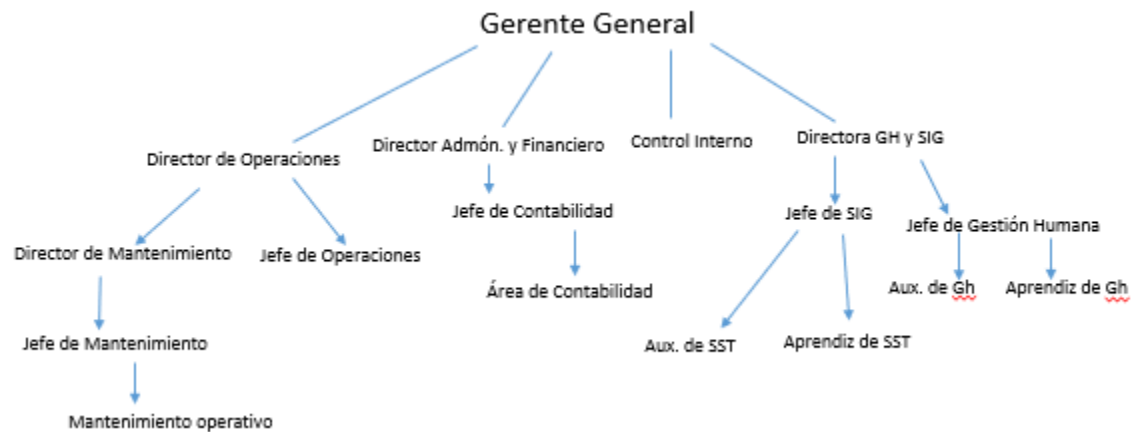 Gerente General
Director de Operaciones
Director Admón. y Financiero
Control Interno
Directora GH y SIG
Jefe de Contabilidad
Jefe de SIG
Jefe de Gestión Humana
Director de Mantenimiento
Jefe de Operaciones
Área de Contabilidad
Aux. de Gh
Aprendiz de Gh
Jefe de Mantenimiento
Aux. de SST
Aprendiz de SST
Mantenimiento operativo